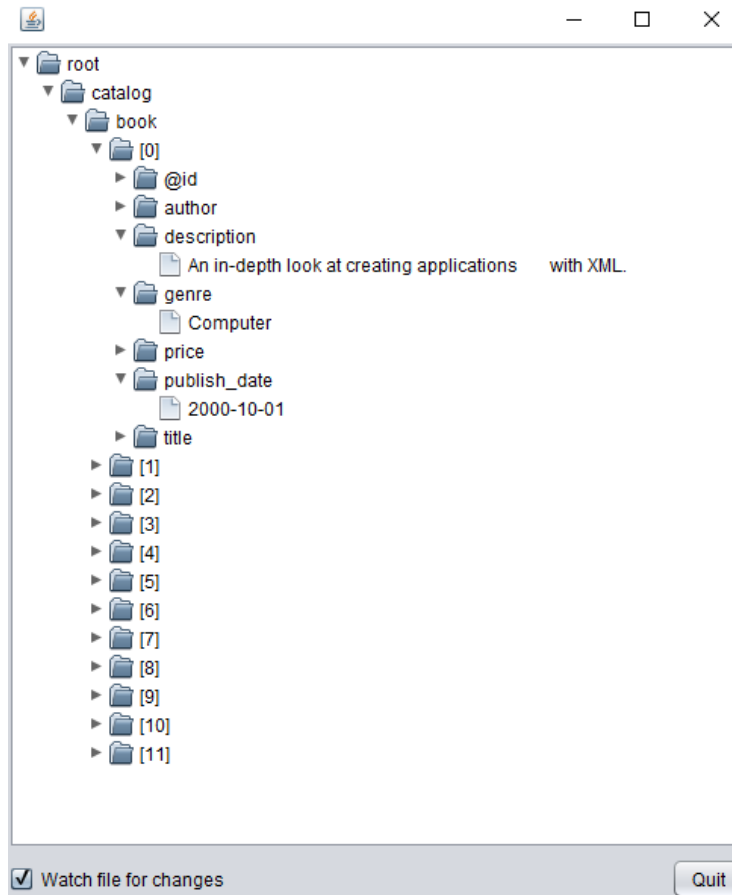 root
catalog
book
[0]
@id
author
description
An in-depth look at creating applications      with XML.
genre
Computer
price
publish_date
2000-10-01
title
[1]
[2]
[3]
[4]
[5]
[6]
[7]
[8]
[9]
[10]
[11]
Watch file for changes
Quit